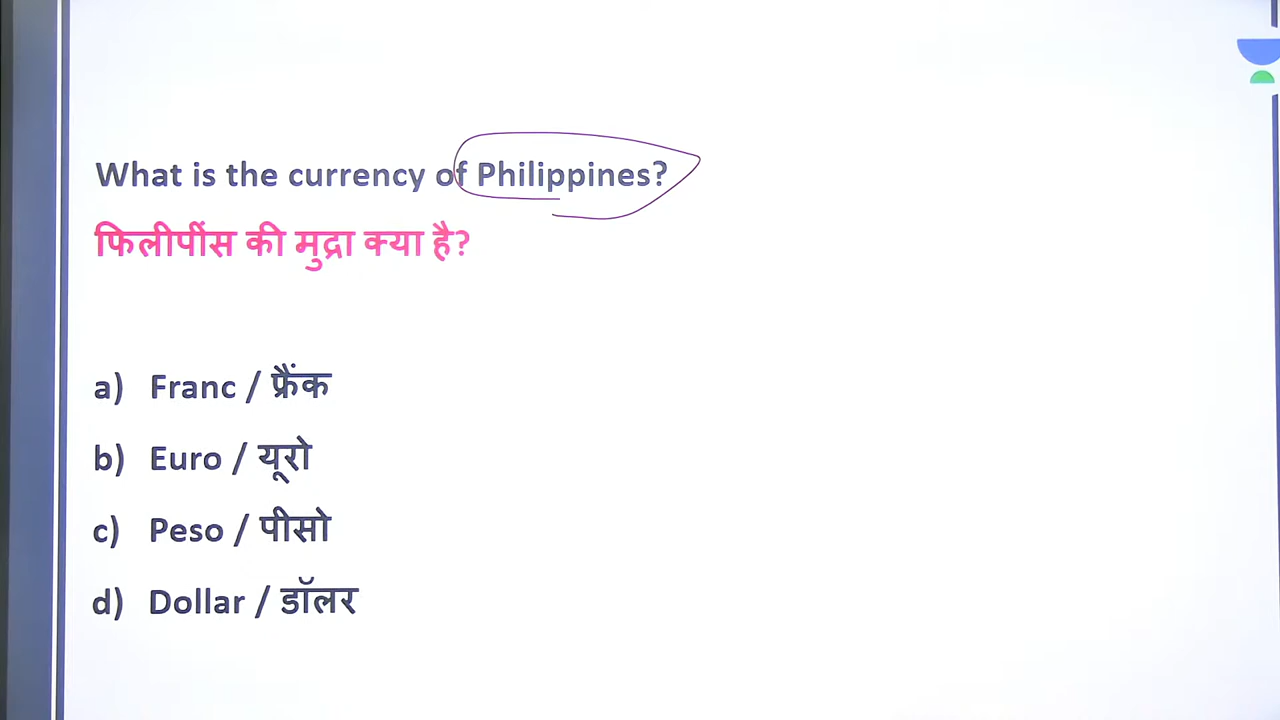 What is the currency of Philippines?
फिलीपींस की मुद्रा क्या है?
a) Franc / फ्रैंक
b) Euro / यूरो
c) Peso / पीसो
d) Dollar / डॉलर